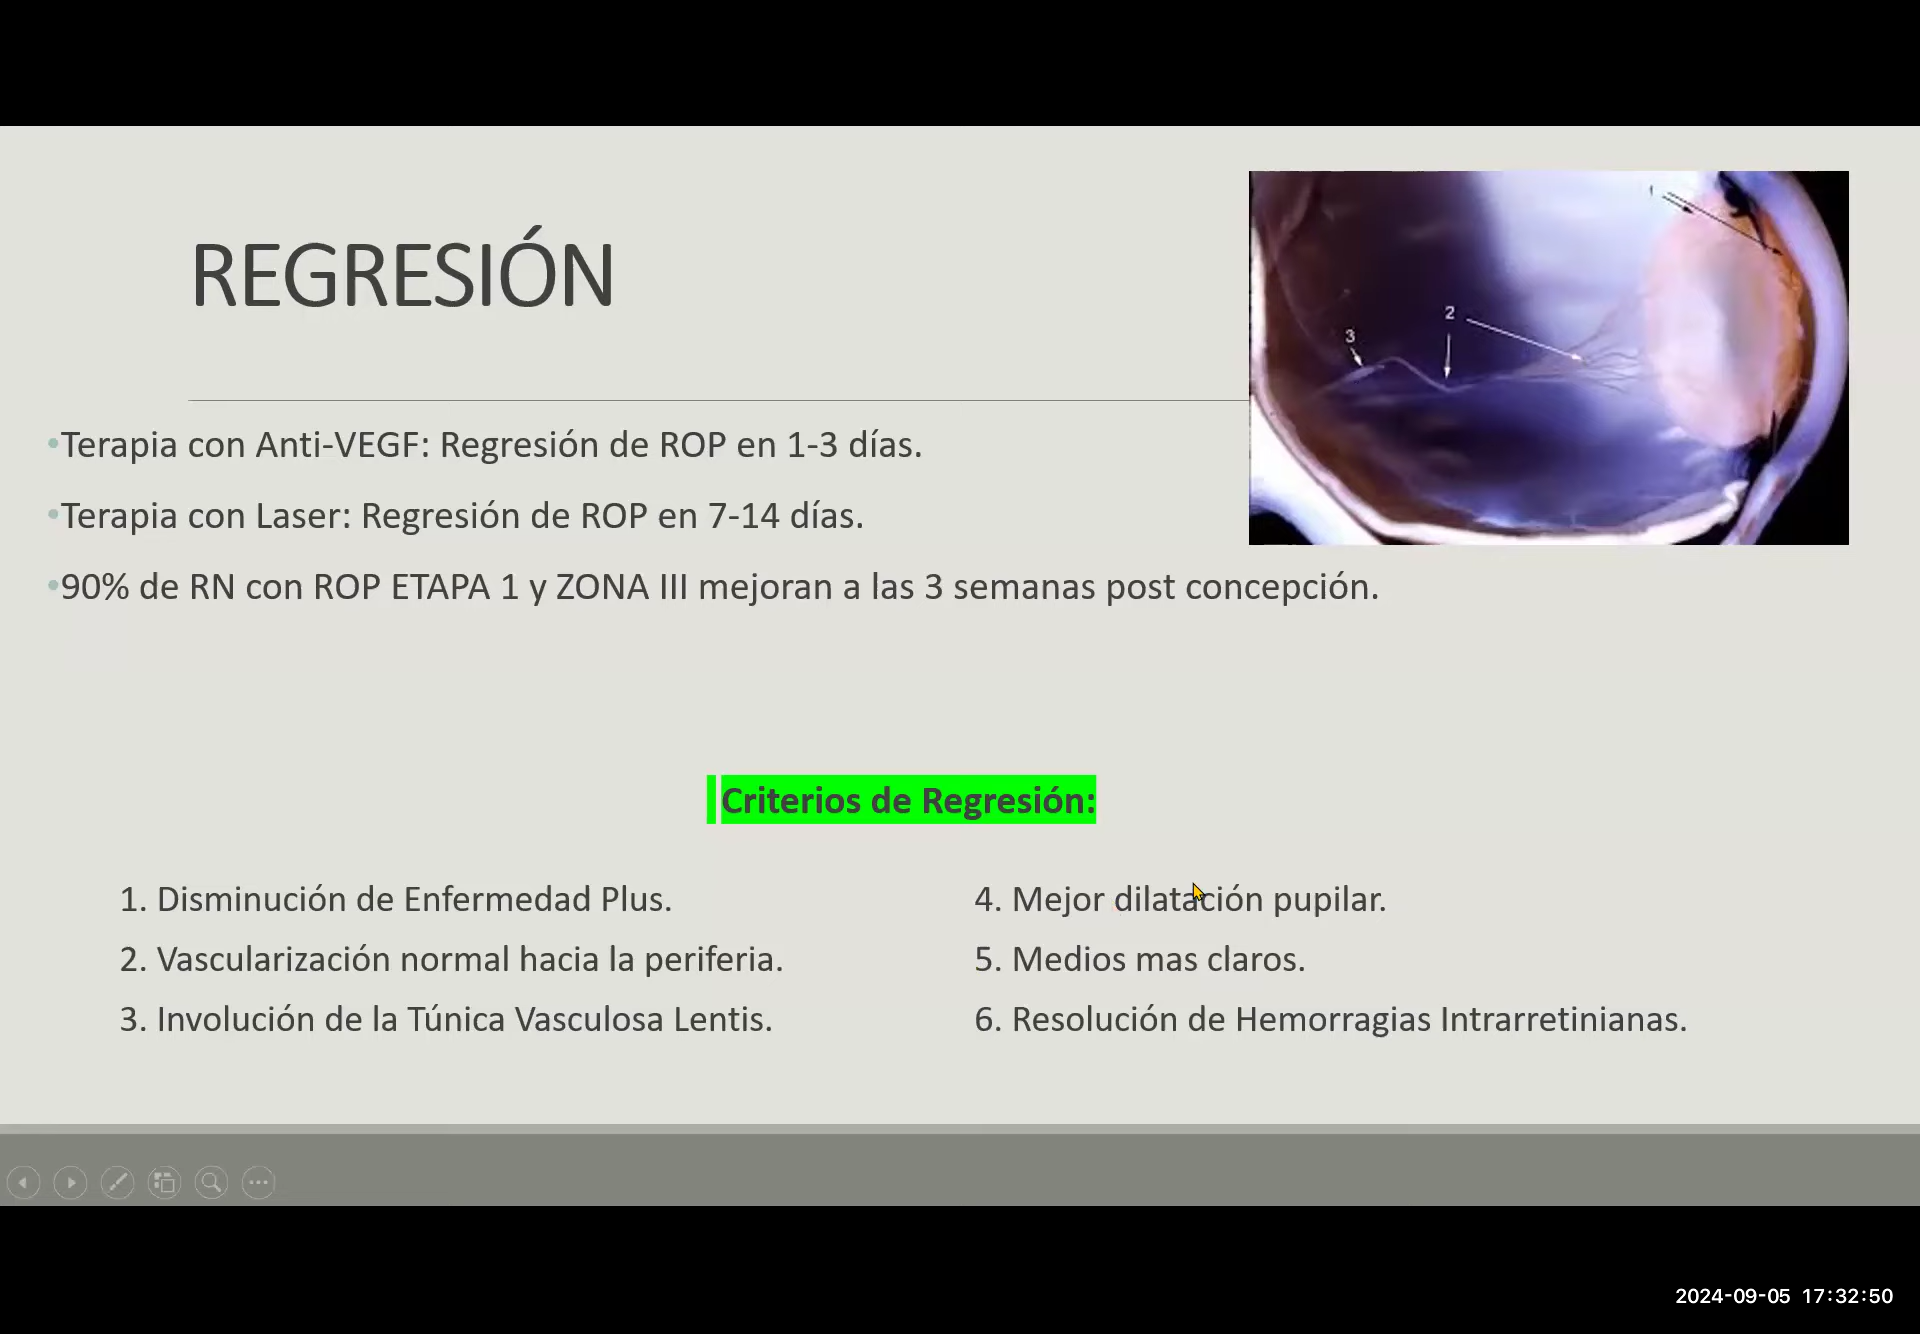 REGRESIÓN
1
2
3
•Terapia con Anti-VEGF: Regresión de ROP en 1-3 días.
•Terapia con Laser: Regresión de ROP en 7-14 días.
•90% de RN con ROP ETAPA 1 y ZONA III mejoran a las 3 semanas post concepción.
Criterios de Regresión:
1. Disminución de Enfermedad Plus.
2. Vascularización normal hacia la periferia.
3. Involución de la Túnica Vasculosa Lentis.
4. Mejor dilatación pupilar.
5. Medios mas claros.
6. Resolución de Hemorragias Intrarretinianas.
2024-09-05 17:32:50